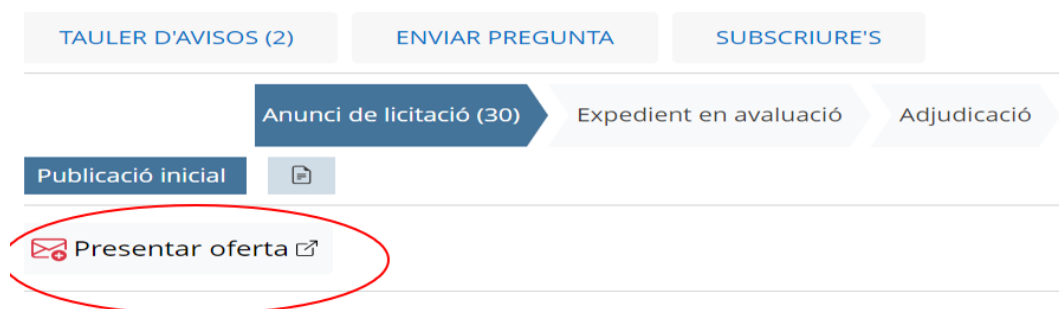 TAULER D'AVISOS (2) ENVIAR PREGUNTA SUBSCRIURE'S
Anunci de licitació (30) Expedient en avaluació Adjudicació
Publicació inicial
Presentar oferta